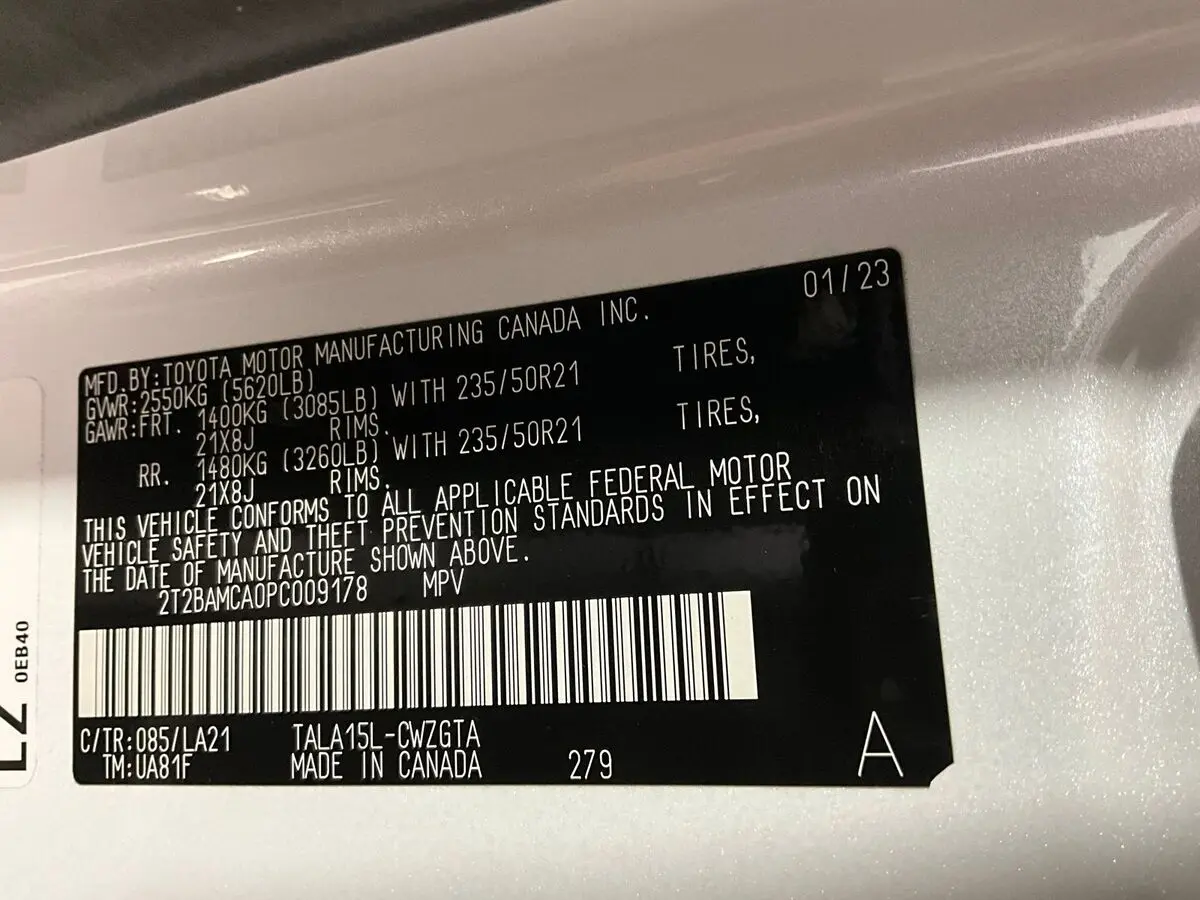 01/23
MFD.BY:TOYOTA MOTOR MANUFACTURING CANADA INC.
GVWR:2550KG (5620LB)
GAWR:FRT. 1400KG (3085LB) WITH 235/50R21 TIRES,
21X8J RIMS.
RR. 1480KG (3260LB) WITH 235/50R21 TIRES,
21X8J RIMS.
THIS VEHICLE CONFORMS TO ALL APPLICABLE FEDERAL MOTOR
VEHICLE SAFETY AND THEFT PREVENTION STANDARDS IN EFFECT ON
THE DATE OF MANUFACTURE SHOWN ABOVE.
2T2BAMCA0PC009178 MPV
C/TR:085/LA21 TALA15L-CWZGTA
TM:UA81F MADE IN CANADA 279
A
0EB40